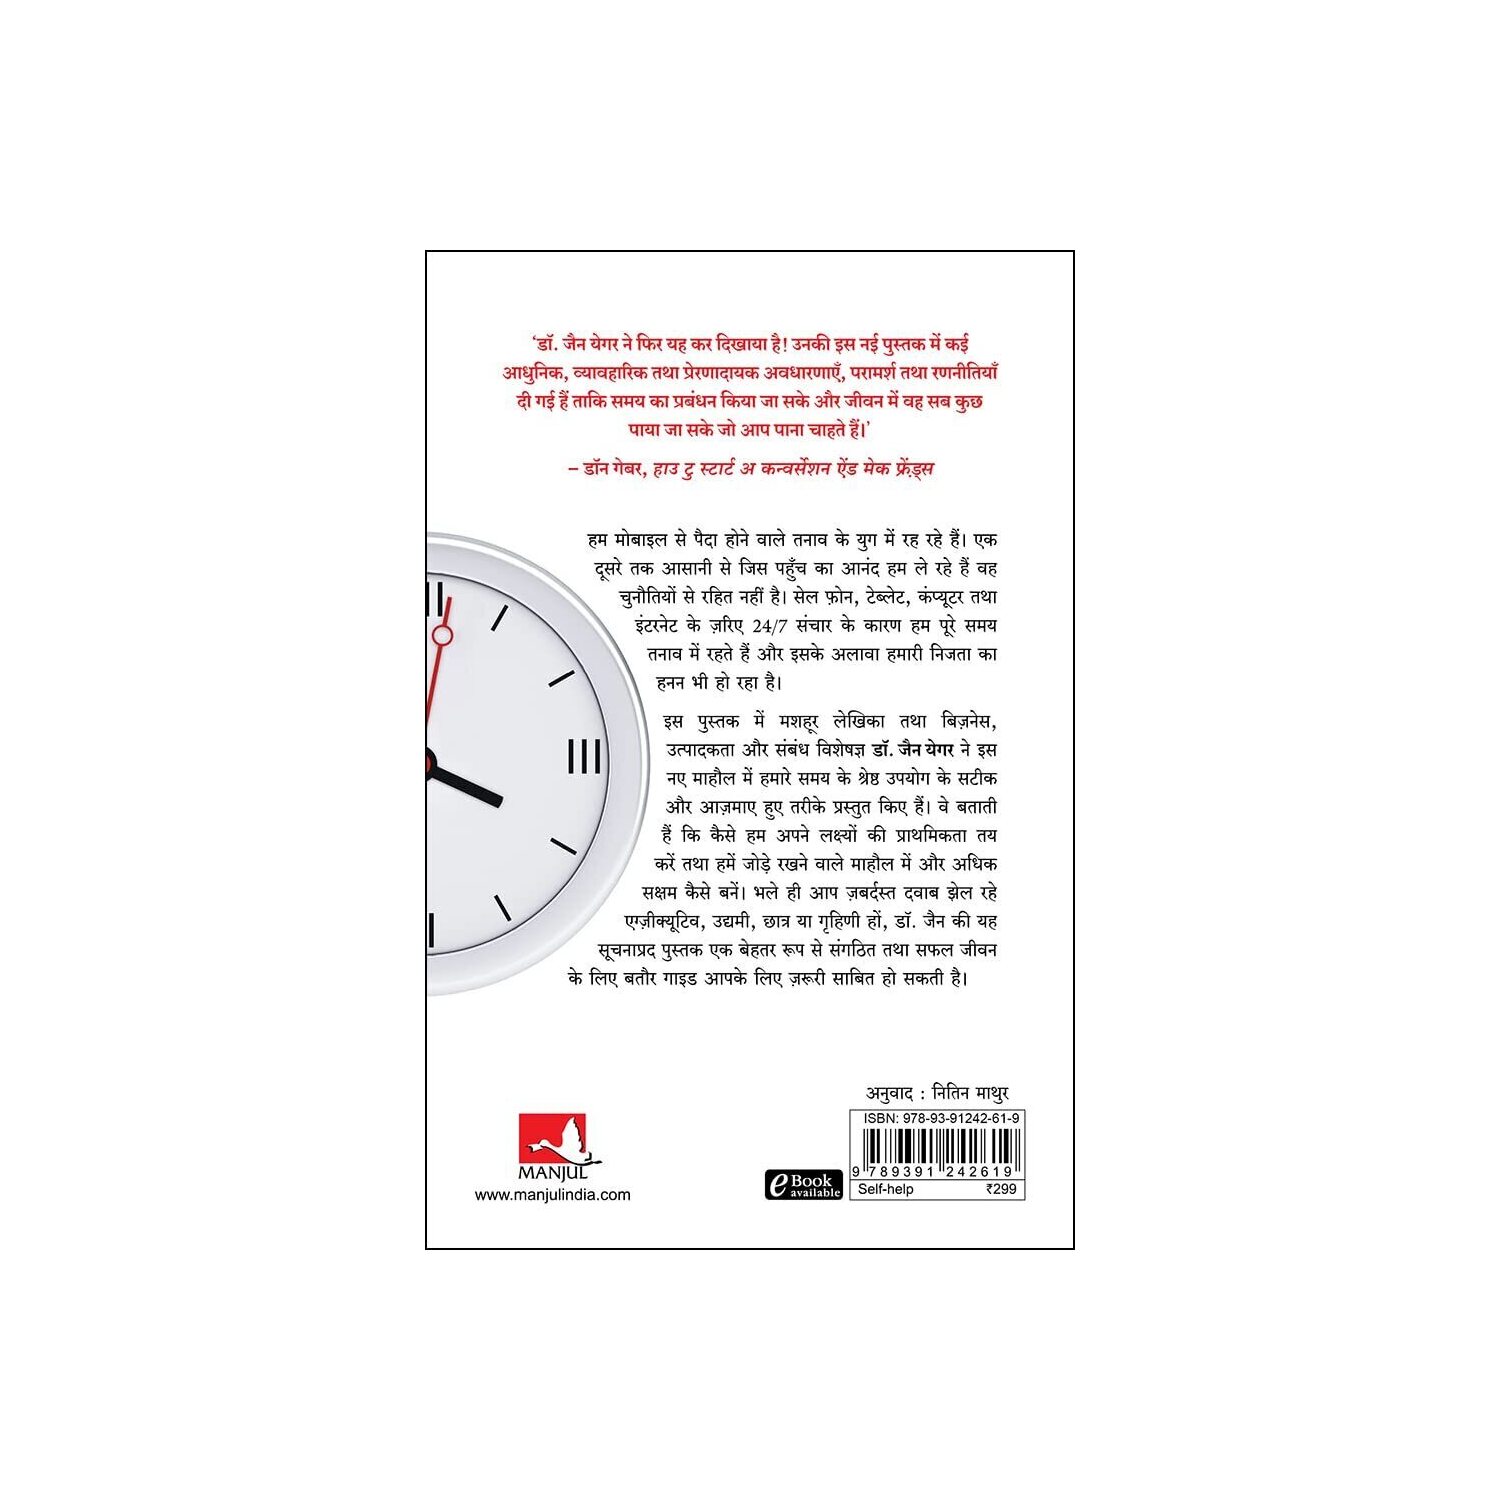 ‘डॉ. जैन येगर ने फिर यह कर दिखाया है! उनकी इस नई पुस्तक में कई
आधुनिक, व्यावहारिक तथा प्रेरणादायक अवधारणाएँ, परामर्श तथा रणनीतियाँ
दी गई हैं ताकि समय का प्रबंधन किया जा सके और जीवन में वह सब कुछ
पाया जा सके जो आप पाना चाहते हैं।’
– डॉन गेबर, हाउ टु स्टार्ट अ कन्वर्सेशन ऐंड मेक फ्रेंड्स
हम मोबाइल से पैदा होने वाले तनाव के युग में रह रहे हैं। एक
दूसरे तक आसानी से जिस पहुँच का आनंद हम ले रहे हैं वह
चुनौतियों से रहित नहीं है। सेल फ़ोन, टेब्लेट, कंप्यूटर तथा
इंटरनेट के ज़रिए 24/7 संचार के कारण हम पूरे समय
तनाव में रहते हैं और इसके अलावा हमारी निजता का
हनन भी हो रहा है।
इस पुस्तक में मशहूर लेखिका तथा बिज़नेस,
उत्पादकता और संबंध विशेषज्ञ डॉ. जैन येगर ने इस
नए माहौल में हमारे समय के श्रेष्ठ उपयोग के सटीक
और आज़माए हुए तरीके प्रस्तुत किए हैं। वे बताती
हैं कि कैसे हम अपने लक्ष्यों की प्राथमिकता तय
करें तथा हमें जोड़े रखने वाले माहौल में और अधिक
सक्षम कैसे बनें। भले ही आप ज़बर्दस्त दवाब झेल रहे
एग्ज़ीक्यूटिव, उद्यमी, छात्र या गृहिणी हों, डॉ. जैन की यह
सूचनाप्रद पुस्तक एक बेहतर रूप से संगठित तथा सफल जीवन
के लिए बतौर गाइड आपके लिए ज़रूरी साबित हो सकती है।
III
अनुवाद : नितिन माथुर
ISBN: 978-93-91242-61-9
9 789391 242619
Self-help ₹299
MANJUL
www.manjulindia.com
e Book
available